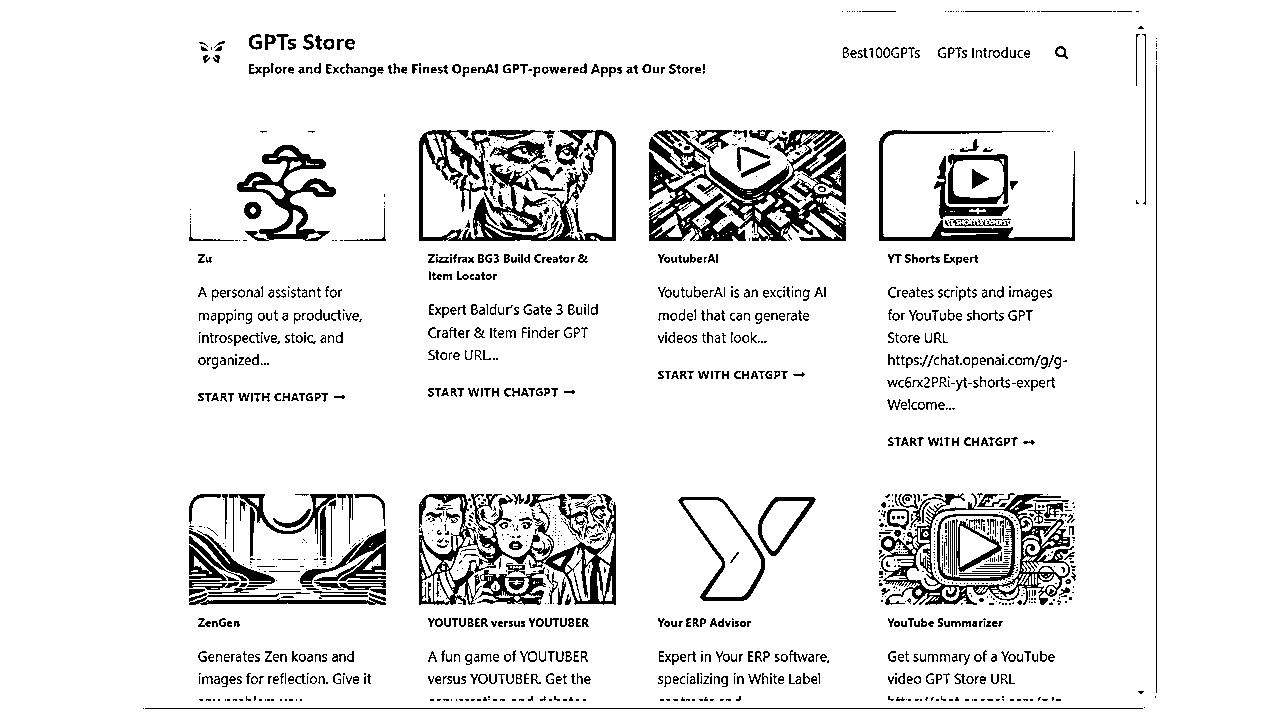 GPTs Store
Explore and Exchange the Finest OpenAI GPT-powered Apps at Our Store!
Best100GPTs
GPTs Introduce
Zu
A personal assistant for
mapping out a productive,
introspective, stoic, and
organized...
START WITH CHATGPT →
Zizzifrax BG3 Build Creator &
Item Locator
Expert Baldur's Gate 3 Build
Crafter & Item Finder GPT
Store URL...
START WITH CHATGPT →
YoutuberAI
YoutuberAI is an exciting AI
model that can generate
videos that look...
START WITH CHATGPT →
YT Shorts Expert
Creates scripts and images
for YouTube shorts GPT
Store URL
https://chat.openai.com/g/g-
wc6rx2PRi-yt-shorts-expert
Welcome...
START WITH CHATGPT →
ZenGen
Generates Zen koans and
images for reflection. Give it
YOUTUBER versus YOUTUBER
A fun game of YOUTUBER
versus YOUTUBER. Get the
Your ERP Advisor
Expert in Your ERP software,
specializing in White Label
YouTube Summarizer
Get summary of a YouTube
video GPT Store URL